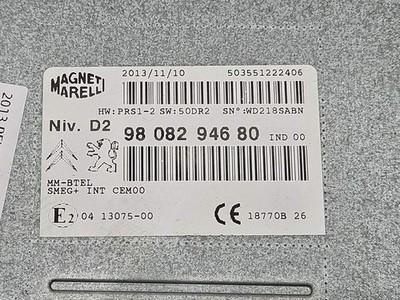 MAGNETI
MARELLI
2013/11/10 503551222406
HW:PRS1-2 SW:50DR2 SN°:WD218SABN
Niv. D2
98 082 946 80 IND 00
MM-BTEL
SMEG+ INT CEM00
E2 04 13075-00
CE 18770B 26